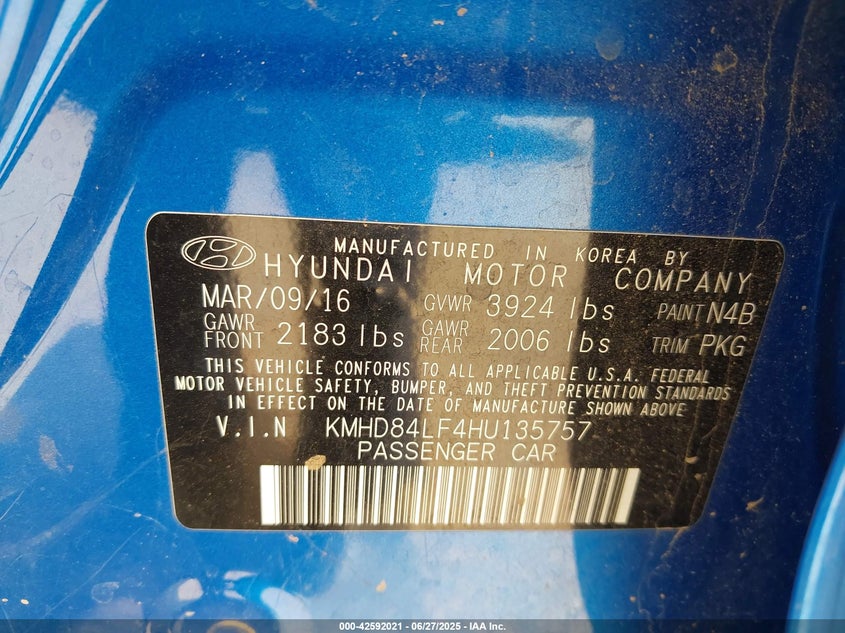 MANUFACTURED IN KOREA BY
HYUNDAI MOTOR COMPANY
MAR/09/16 GVWR 3924 lbs PAINT N4B
GAWR FRONT 2183 lbs GAWR REAR 2006 lbs TRIM PKG
THIS VEHICLE CONFORMS TO ALL APPLICABLE U.S.A. FEDERAL
MOTOR VEHICLE SAFETY, BUMPER, AND THEFT PREVENTION STANDARDS
IN EFFECT ON THE DATE OF MANUFACTURE SHOWN ABOVE
V.I.N KMHD84LF4HU135757
PASSENGER CAR
000-42592021 - 06/27/2025 - IAA Inc.